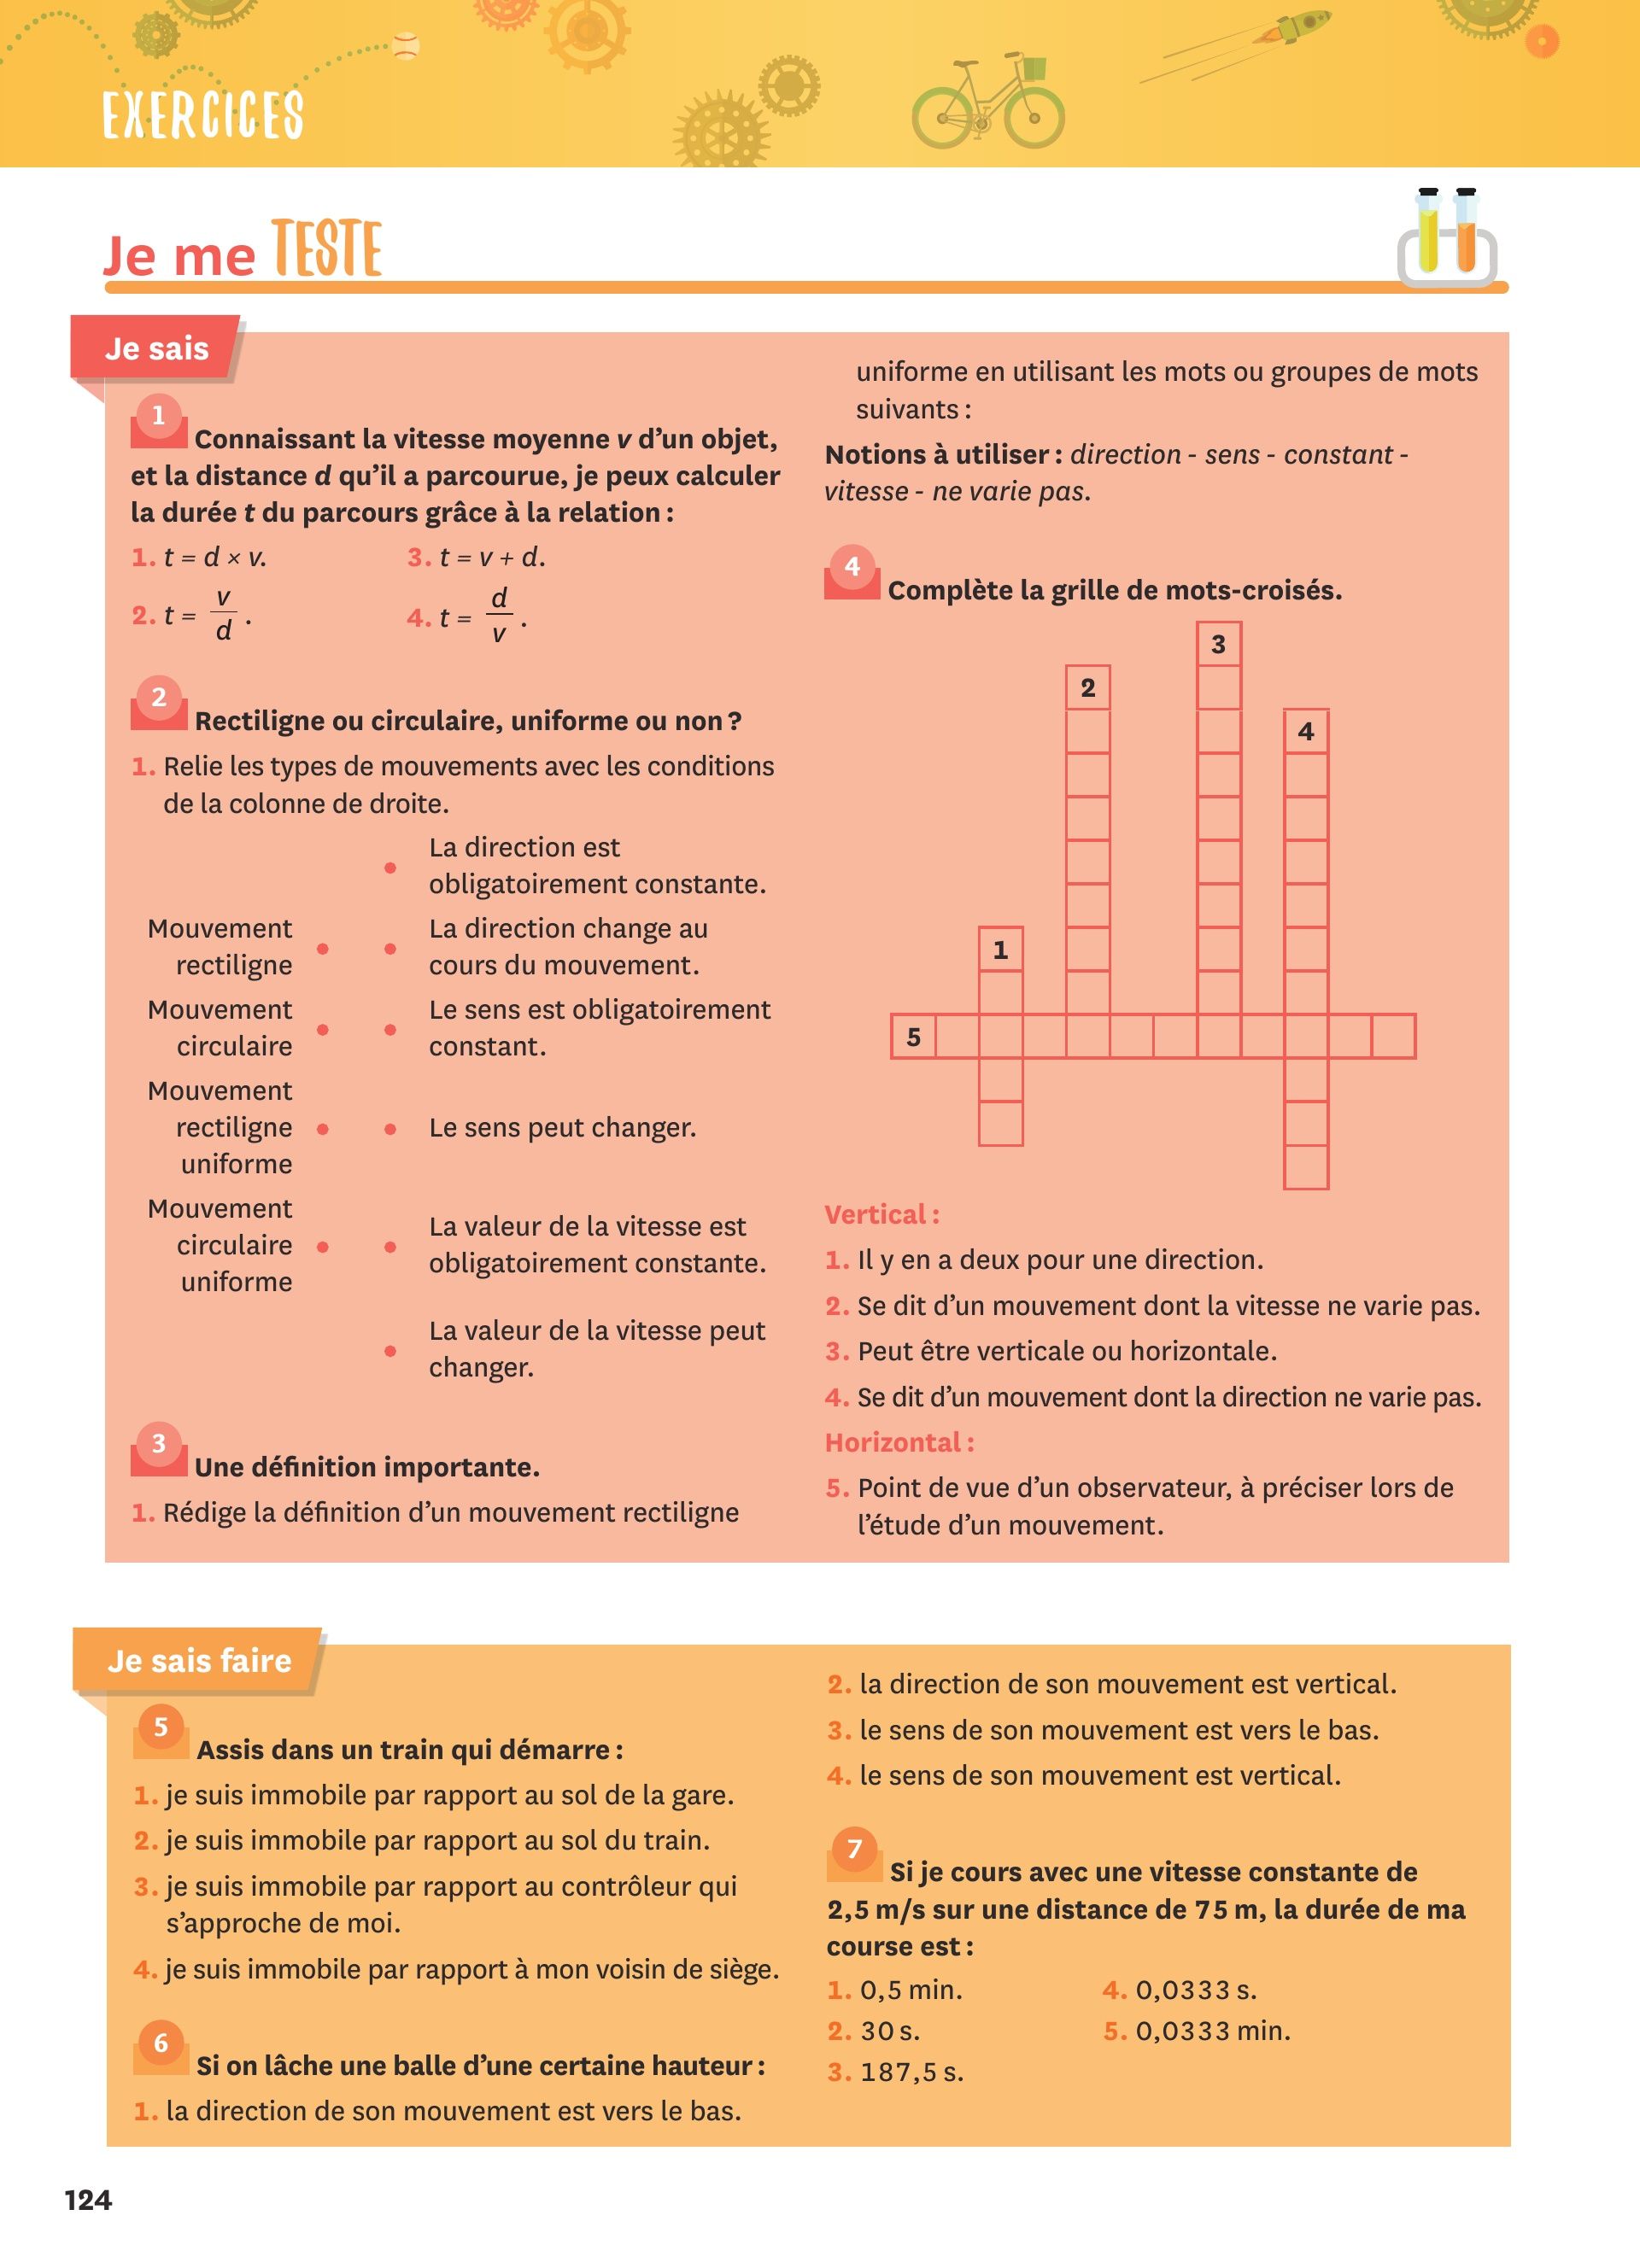 EXERCICES
Je me TESTE
Je sais
1 Connaissant la vitesse moyenne v d’un objet,
et la distance d qu’il a parcourue, je peux calculer
la durée t du parcours grâce à la relation :
1. t = d × v.
3. t = v + d.
2. t = v/d.
4. t = d/v.
2 Rectiligne ou circulaire, uniforme ou non ?
1. Relie les types de mouvements avec les conditions
de la colonne de droite.
La direction est
obligatoirement constante.
Mouvement
rectiligne
La direction change au
cours du mouvement.
Mouvement
circulaire
Le sens est obligatoirement
constant.
Mouvement
rectiligne
uniforme
Le sens peut changer.
Mouvement
circulaire
uniforme
La valeur de la vitesse est
obligatoirement constante.
La valeur de la vitesse peut
changer.
3 Une définition importante.
1. Rédige la définition d’un mouvement rectiligne
uniforme en utilisant les mots ou groupes de mots
suivants :
Notions à utiliser : direction - sens - constant -
vitesse - ne varie pas.
4 Complète la grille de mots-croisés.
3
2
4
1
5
Vertical :
1. Il y en a deux pour une direction.
2. Se dit d’un mouvement dont la vitesse ne varie pas.
3. Peut être verticale ou horizontale.
4. Se dit d’un mouvement dont la direction ne varie pas.
Horizontal :
5. Point de vue d’un observateur, à préciser lors de
l’étude d’un mouvement.
Je sais faire
5 Assis dans un train qui démarre :
1. je suis immobile par rapport au sol de la gare.
2. je suis immobile par rapport au sol du train.
3. je suis immobile par rapport au contrôleur qui
s’approche de moi.
4. je suis immobile par rapport à mon voisin de siège.
6 Si on lâche une balle d’une certaine hauteur :
1. la direction de son mouvement est vers le bas.
2. la direction de son mouvement est vertical.
3. le sens de son mouvement est vers le bas.
4. le sens de son mouvement est vertical.
7 Si je cours avec une vitesse constante de
2,5 m/s sur une distance de 75 m, la durée de ma
course est :
1. 0,5 min.
4. 0,0333 s.
2. 30 s.
5. 0,0333 min.
3. 187,5 s.
124